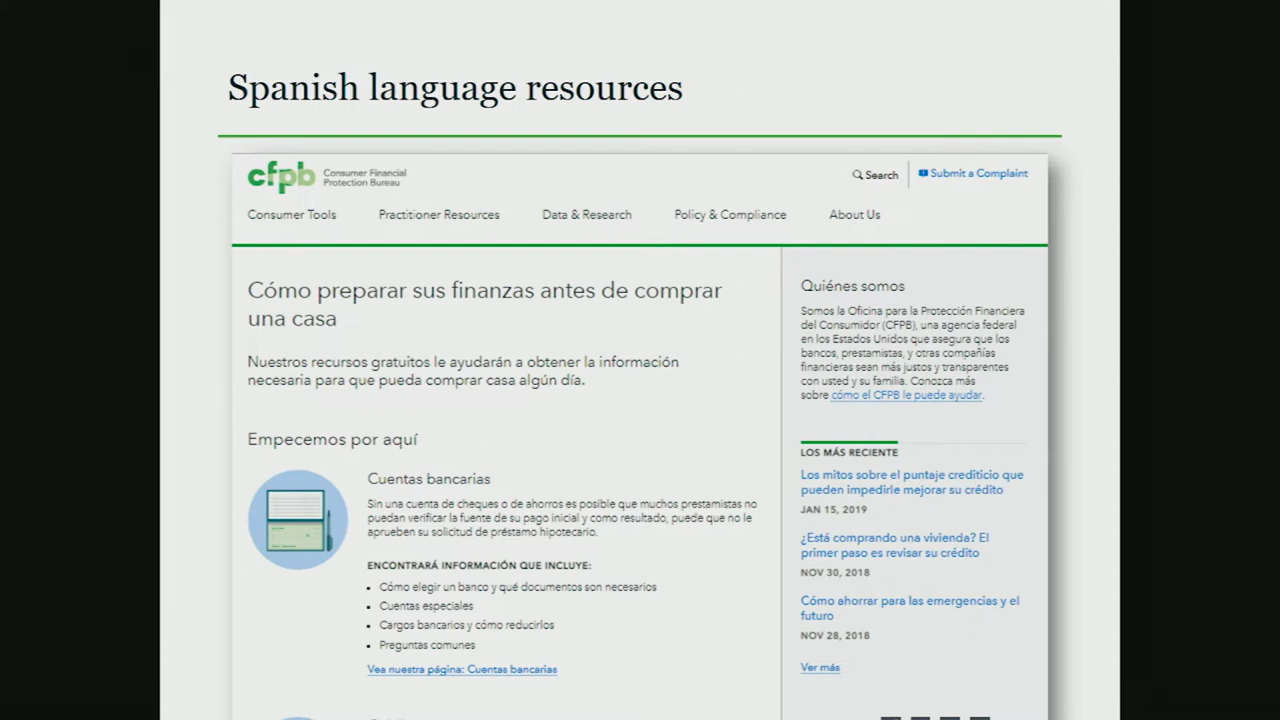 Spanish language resources
cfpb Consumer Financial
Protection Bureau
Search
Submit a Complaint
Consumer Tools
Practitioner Resources
Data & Research
Policy & Compliance
About Us
Cómo preparar sus finanzas antes de comprar
una casa
Nuestros recursos gratuitos le ayudarán a obtener la información
necesaria para que pueda comprar casa algún día.
Empecemos por aquí
Cuentas bancarias
Sin una cuenta de cheques o de ahorros es posible que muchos prestamistas no
puedan verificar la fuente de su pago inicial y como resultado, puede que no le
aprueben su solicitud de préstamo hipotecario.
ENCONTRARÁ INFORMACIÓN QUE INCLUYE:
Cómo elegir un banco y qué documentos son necesarios
Cuentas especiales
Cargos bancarios y cómo reducirlos
Preguntas comunes
Vea nuestra página: Cuentas bancarias
Quiénes somos
Somos la Oficina para la Protección Financiera
del Consumidor (CFPB), una agencia federal
en los Estados Unidos que asegura que los
bancos, prestamistas, y otras compañías
financieras sean más justos y transparentes
con usted y su familia. Conozca más
sobre cómo el CFPB le puede ayudar.
LOS MÁS RECIENTE
Los mitos sobre el puntaje crediticio que
pueden impedirle mejorar su crédito
JAN 15, 2019
¿Está comprando una vivienda? El
primer paso es revisar su crédito
NOV 30, 2018
Cómo ahorrar para las emergencias y el
futuro
NOV 28, 2018
Ver más